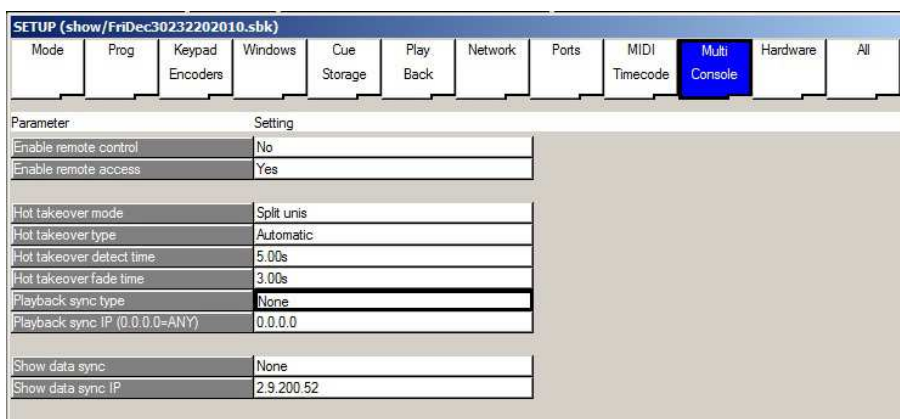 SETUP (show/FriDec30232202010.sbk)
Mode Prog Keypad Encoders Windows Cue Storage Play Back Network Ports MIDI Timecode Multi Console Hardware All
Parameter Setting
Enable remote control No
Enable remote access Yes
Hot takeover mode Split unis
Hot takeover type Automatic
Hot takeover detect time 5.00s
Hot takeover fade time 3.00s
Playback sync type None
Playback sync IP (0.0.0.0=ANY) 0.0.0.0
Show data sync None
Show data sync IP 2.9.200.52